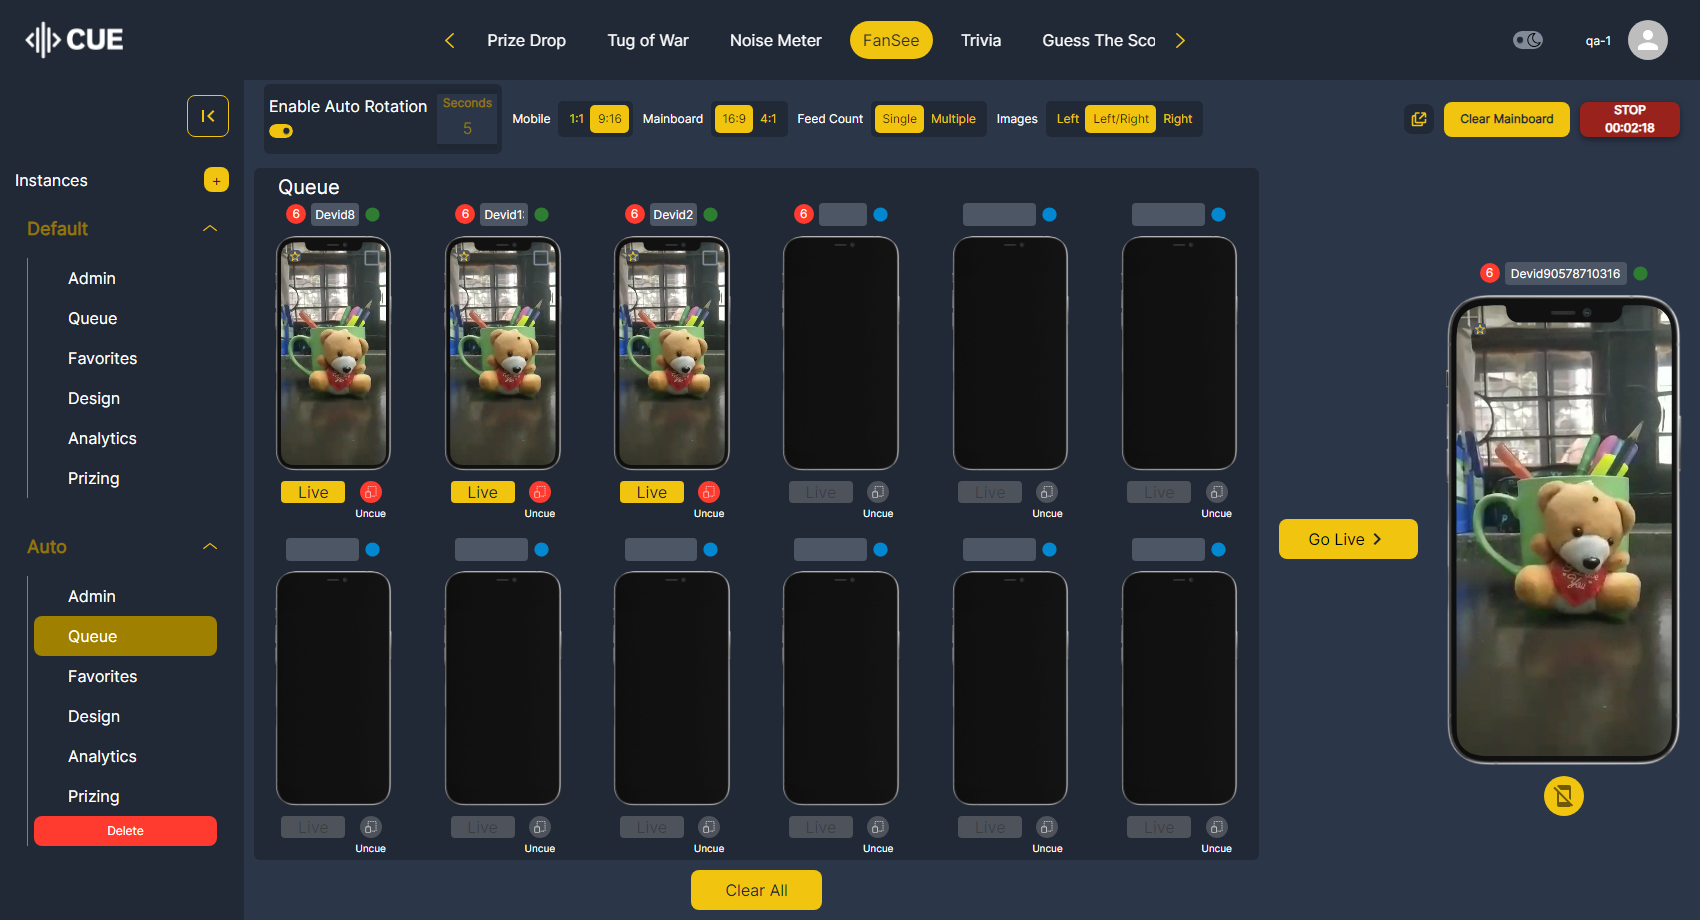 CUE
Prize Drop
Tug of War
Noise Meter
FanSee
Trivia
Guess The Sco
qa-1
Enable Auto Rotation
Seconds
5
Mobile
1:1
9:16
Mainboard
16:9
4:1
Feed Count
Single
Multiple
Images
Left
Left/Right
Right
Clear Mainboard
STOP
00:02:18
Instances
+
Default
Admin
Queue
Favorites
Design
Analytics
Prizing
Auto
Admin
Queue
Favorites
Design
Analytics
Prizing
Delete
Queue
6 Devid8
6 Devid1
6 Devid2
6
Live
Live
Live
Live
Live
Live
Uncue
Uncue
Uncue
Uncue
Uncue
Uncue
Live
Live
Live
Live
Live
Live
Uncue
Uncue
Uncue
Uncue
Uncue
Uncue
Clear All
Go Live
6 Devid90578710316
You